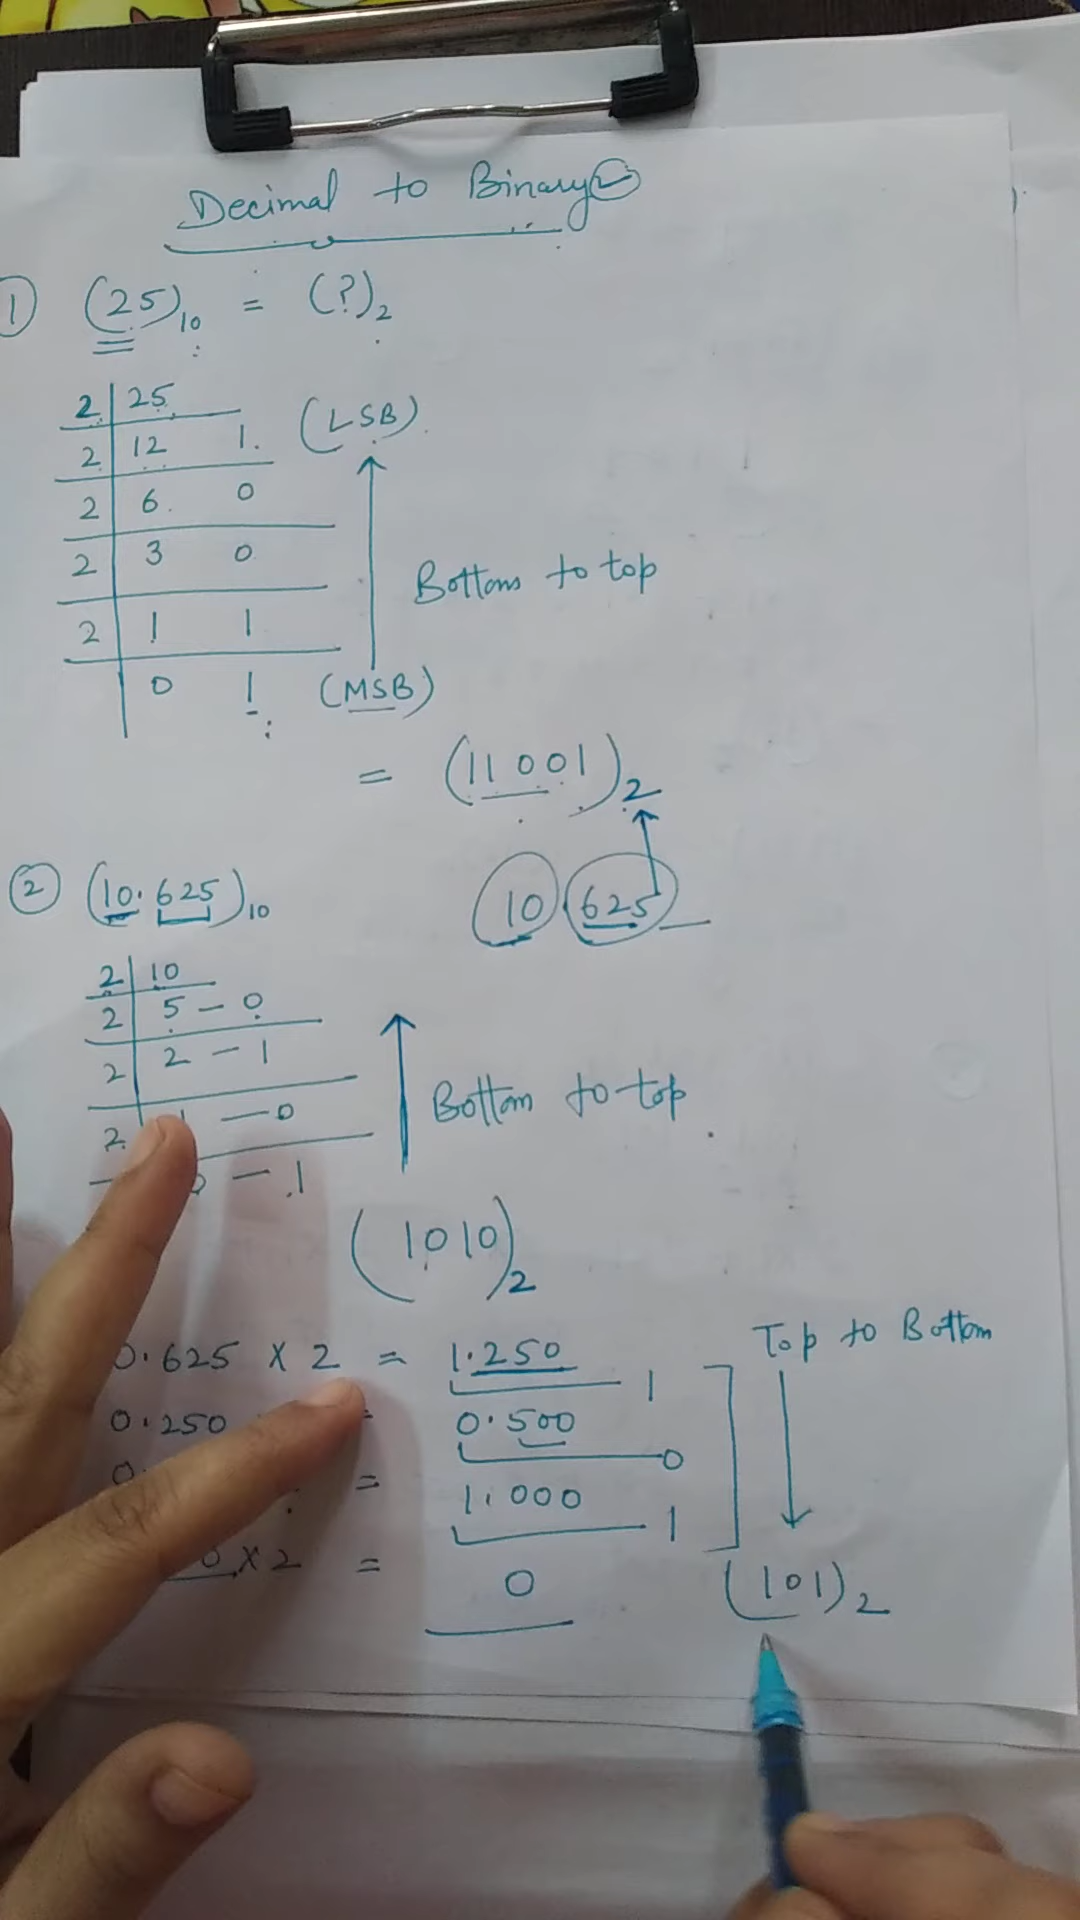 Decimal to Binary
1 (25)10 = (?)2
2 25
2 12 1 (LSB)
2 6 0
2 3 0
Bottom to top
2 1 1
0 1 (MSB)
= (11001)2
2 (10.625)10 10.625
2 10
2 5 - 0
2 2 - 1
2 - 0
Bottom to top
- 1
(1010)2
0.625 x 2 = 1.250 1
Top to Bottom
0.250 = 0.500 0
= 1.000 1
0 x 2 = 0
(101)2